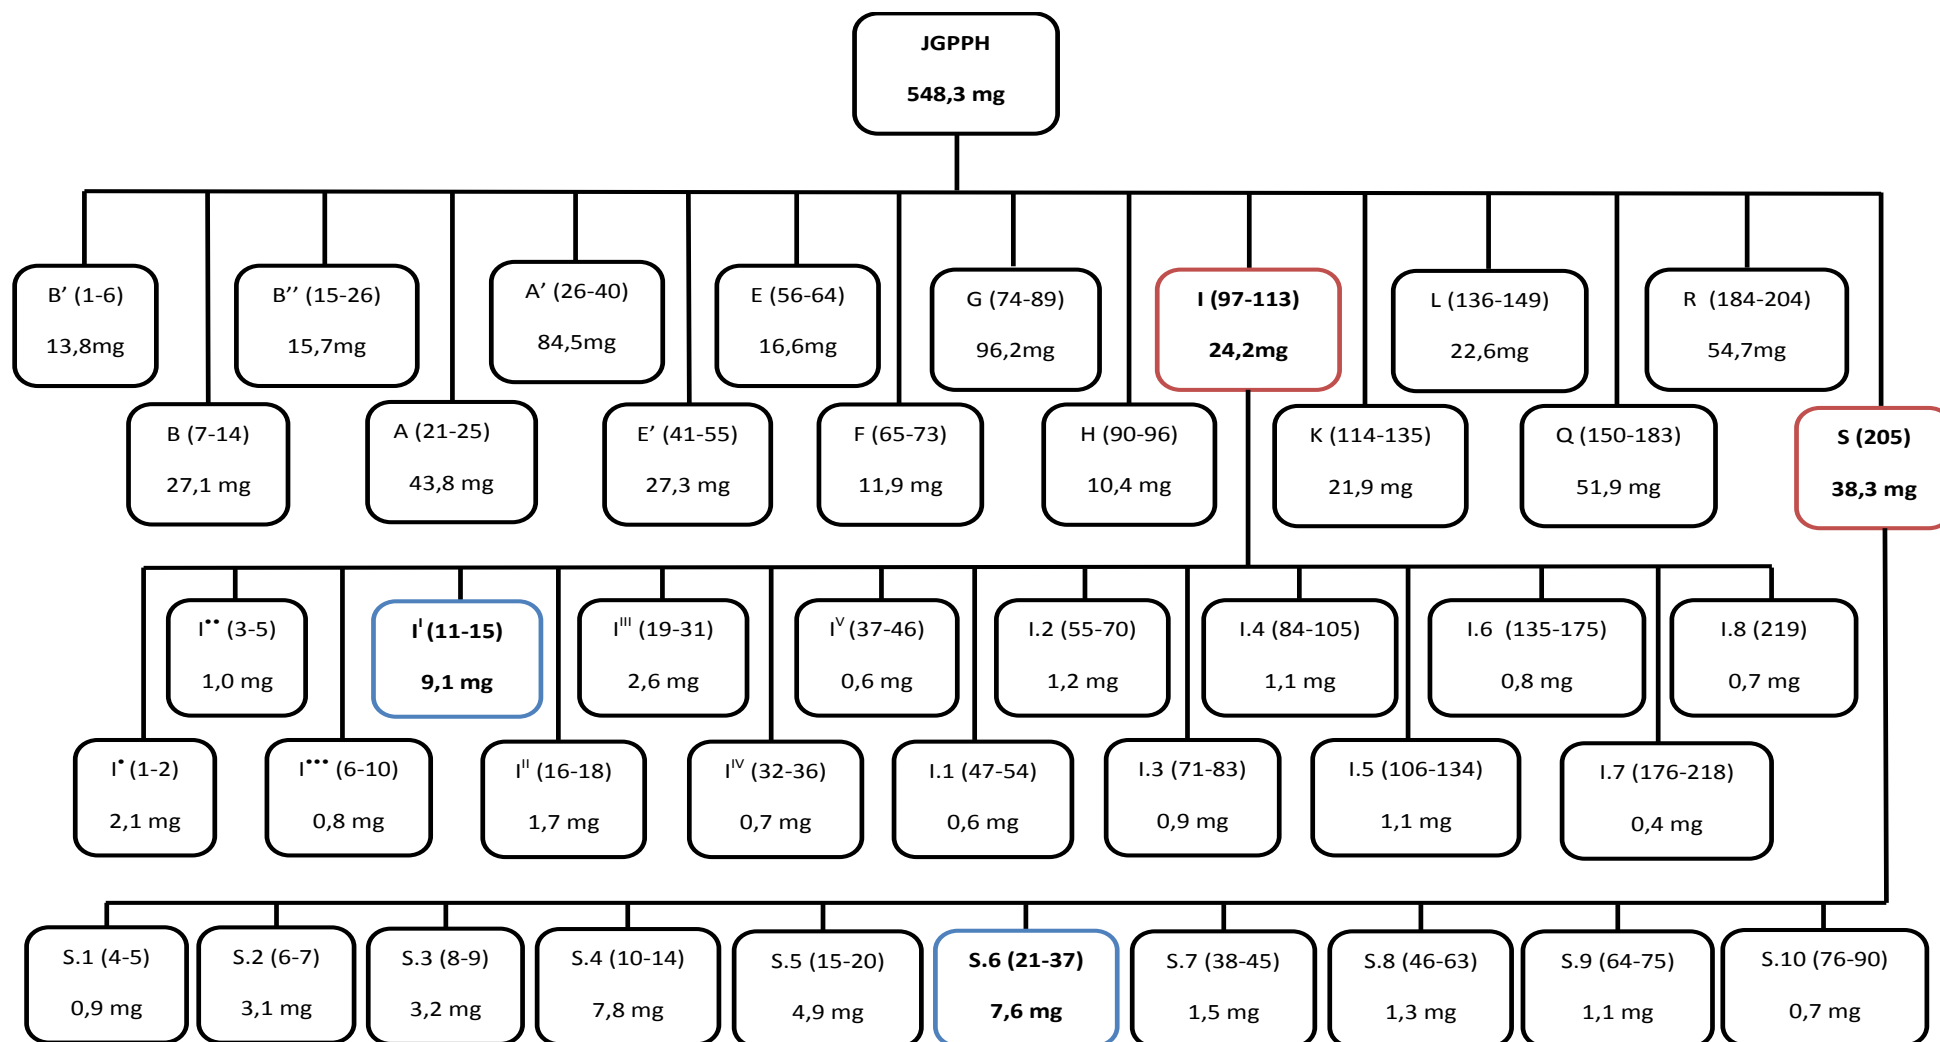 JGPPH
548,3 mg
B’ (1-6)
13,8mg
B (7-14)
27,1 mg
B’’ (15-26)
15,7mg
A (21-25)
43,8 mg
A’ (26-40)
84,5mg
E’ (41-55)
27,3 mg
E (56-64)
16,6mg
F (65-73)
11,9 mg
G (74-89)
96,2mg
H (90-96)
10,4 mg
I (97-113)
24,2mg
K (114-135)
21,9 mg
L (136-149)
22,6mg
Q (150-183)
51,9 mg
R (184-204)
54,7mg
S (205)
38,3 mg
I• (1-2)
2,1 mg
I•• (3-5)
1,0 mg
I••• (6-10)
0,8 mg
Iᴵ (11-15)
9,1 mg
Iᴵᴵ (16-18)
1,7 mg
Iᴵᴵᴵ (19-31)
2,6 mg
Iᴵⱽ (32-36)
0,7 mg
Iⱽ (37-46)
0,6 mg
I.1 (47-54)
0,6 mg
I.2 (55-70)
1,2 mg
I.3 (71-83)
0,9 mg
I.4 (84-105)
1,1 mg
I.5 (106-134)
1,1 mg
I.6 (135-175)
0,8 mg
I.7 (176-218)
0,4 mg
I.8 (219)
0,7 mg
S.1 (4-5)
0,9 mg
S.2 (6-7)
3,1 mg
S.3 (8-9)
3,2 mg
S.4 (10-14)
7,8 mg
S.5 (15-20)
4,9 mg
S.6 (21-37)
7,6 mg
S.7 (38-45)
1,5 mg
S.8 (46-63)
1,3 mg
S.9 (64-75)
1,1 mg
S.10 (76-90)
0,7 mg